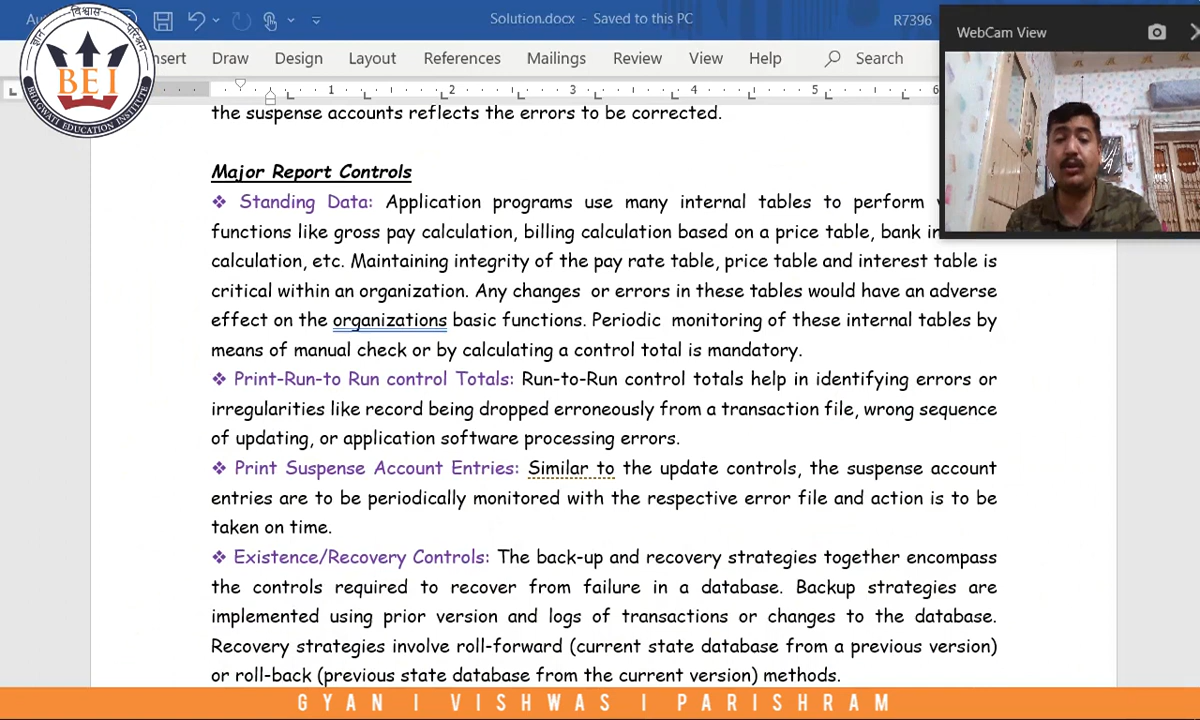 Solution.docx - Saved to this PC
R7396
WebCam View
Draw Design Layout References Mailings Review View Help Search
1 2 3 4 5 6
ज्ञान विश्वास परिश्रम
BEI
BHAGWATI EDUCATION INSTITUTE
the suspense accounts reflects the errors to be corrected.
Major Report Controls
❖ Standing Data: Application programs use many internal tables to perform
functions like gross pay calculation, billing calculation based on a price table, bank
calculation, etc. Maintaining integrity of the pay rate table, price table and interest table is
critical within an organization. Any changes or errors in these tables would have an adverse
effect on the organizations basic functions. Periodic monitoring of these internal tables by
means of manual check or by calculating a control total is mandatory.
❖ Print-Run-to Run control Totals: Run-to-Run control totals help in identifying errors or
irregularities like record being dropped erroneously from a transaction file, wrong sequence
of updating, or application software processing errors.
❖ Print Suspense Account Entries: Similar to the update controls, the suspense account
entries are to be periodically monitored with the respective error file and action is to be
taken on time.
❖ Existence/Recovery Controls: The back-up and recovery strategies together encompass
the controls required to recover from failure in a database. Backup strategies are
implemented using prior version and logs of transactions or changes to the database.
Recovery strategies involve roll-forward (current state database from a previous version)
or roll-back (previous state database from the current version) methods.
GYAN I VISHWAS I PARISHRAM